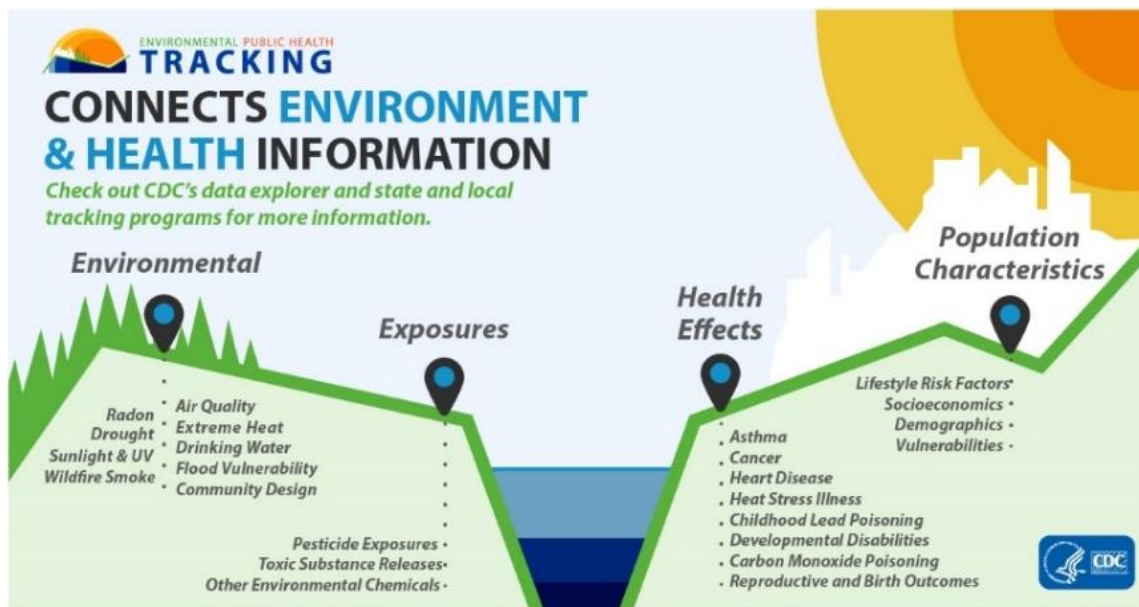 ENVIRONMENTAL PUBLIC HEALTH
TRACKING
CONNECTS ENVIRONMENT
& HEALTH INFORMATION
Check out CDC's data explorer and state and local
tracking programs for more information.
Environmental
Radon
Drought
Sunlight & UV
Wildfire Smoke
Air Quality
Extreme Heat
Drinking Water
Flood Vulnerability
Community Design
Exposures
Pesticide Exposures
Toxic Substance Releases
Other Environmental Chemicals
Health
Effects
Asthma
Cancer
Heart Disease
Heat Stress Illness
Childhood Lead Poisoning
Developmental Disabilities
Carbon Monoxide Poisoning
Reproductive and Birth Outcomes
Population
Characteristics
Lifestyle Risk Factors
Socioeconomics
Demographics
Vulnerabilities
CDC